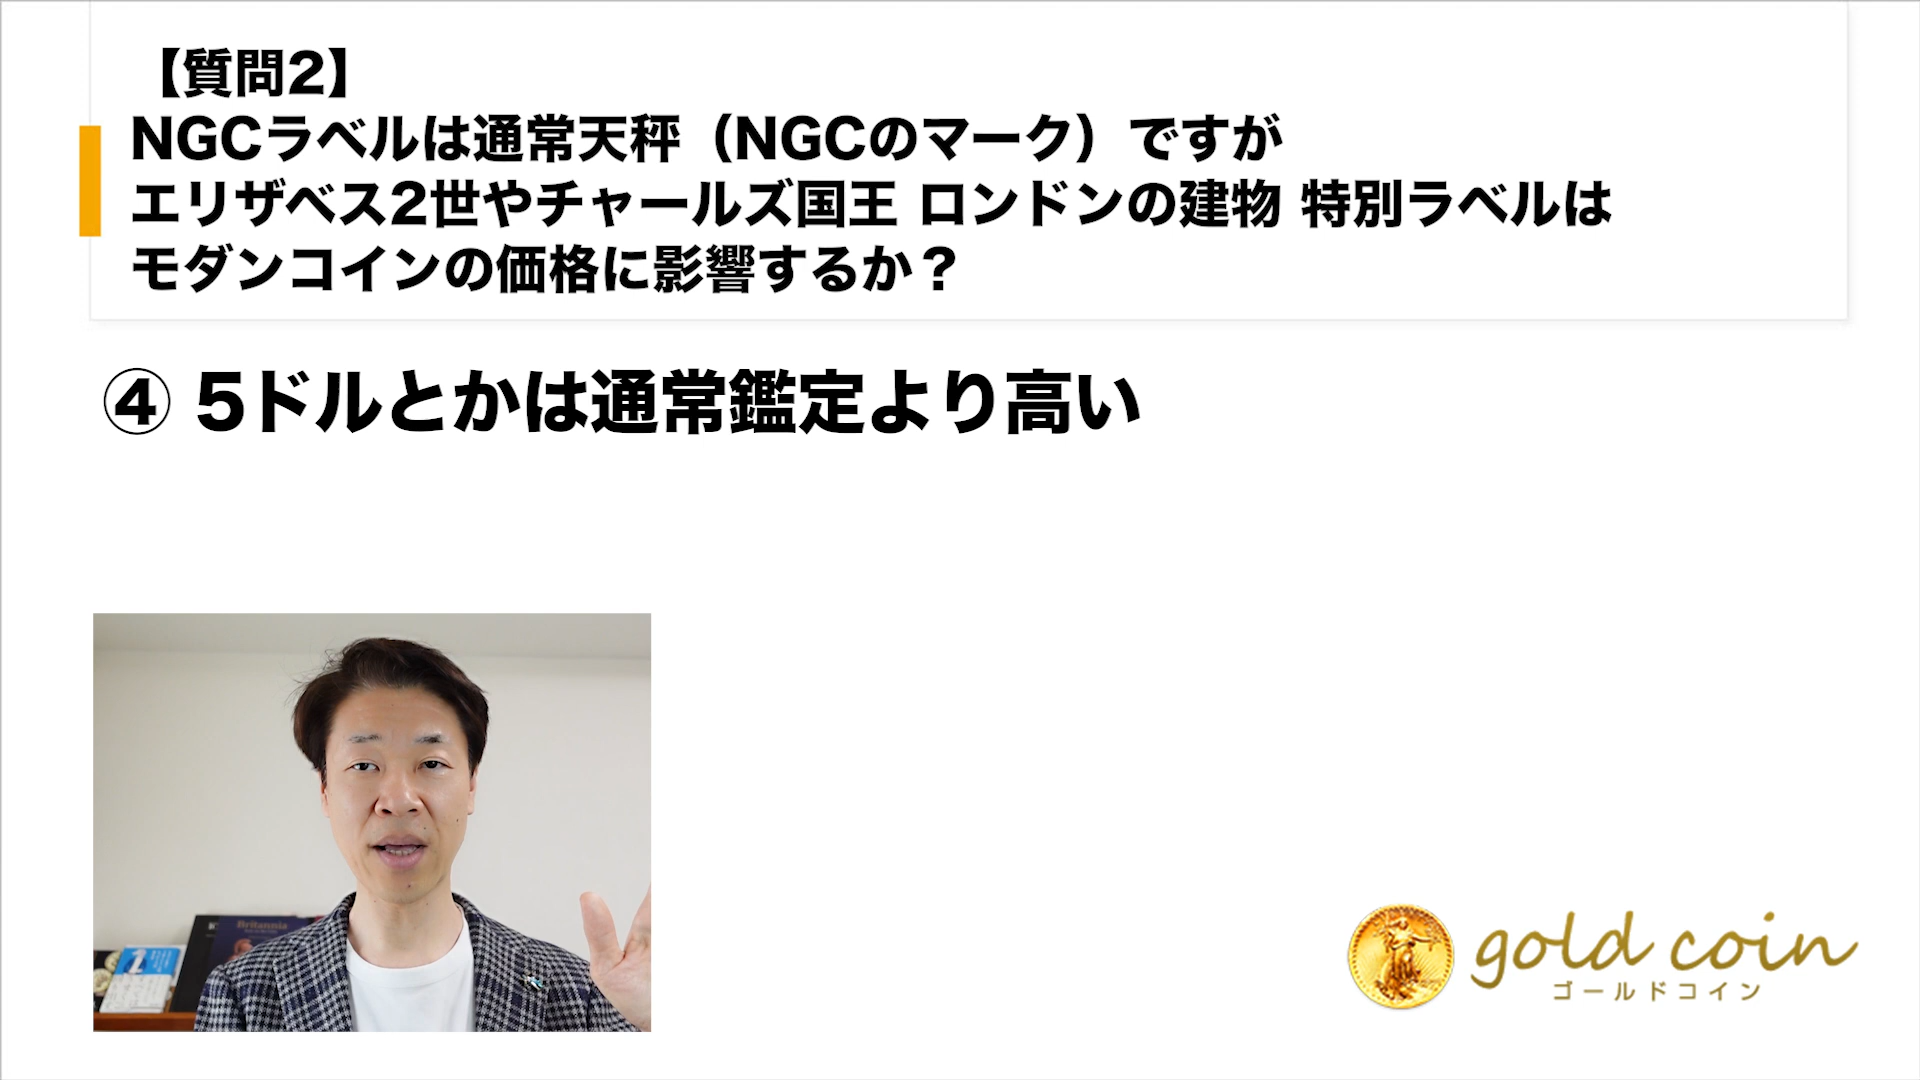 【質問2】
NGCラベルは通常天秤（NGCのマーク）ですが
エリザベス2世やチャールズ国王 ロンドンの建物 特別ラベルは
モダンコインの価格に影響するか？
④ 5ドルとかは通常鑑定より高い
Britannia
gold coin
ゴールドコイン